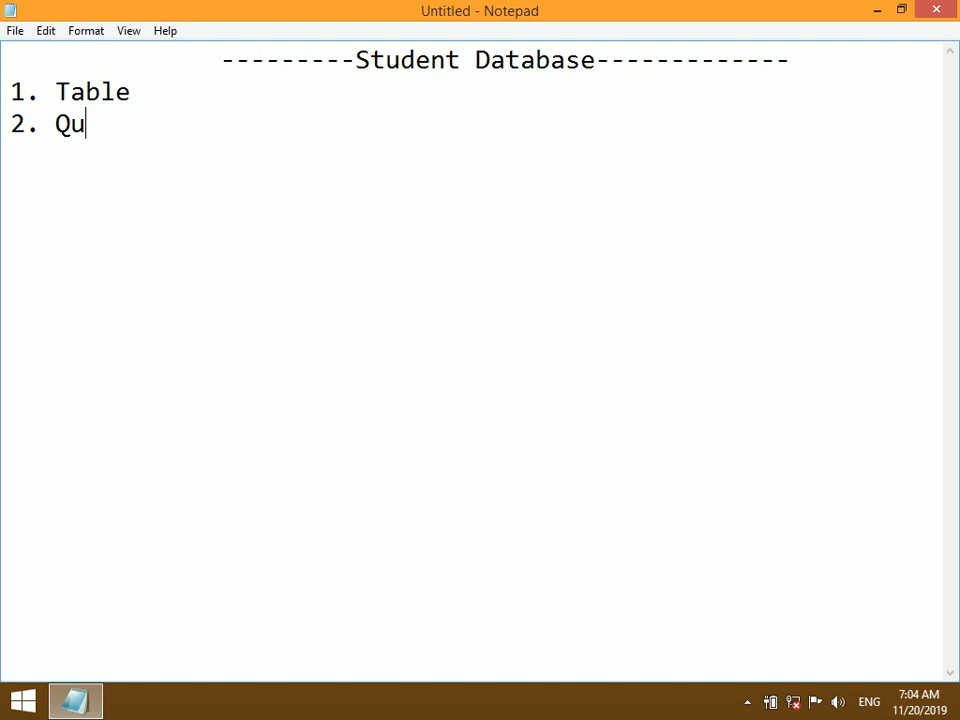 Untitled - Notepad
File Edit Format View Help
---------Student Database-------------
1. Table
2. Qu
ENG 7:04 AM
11/20/2019